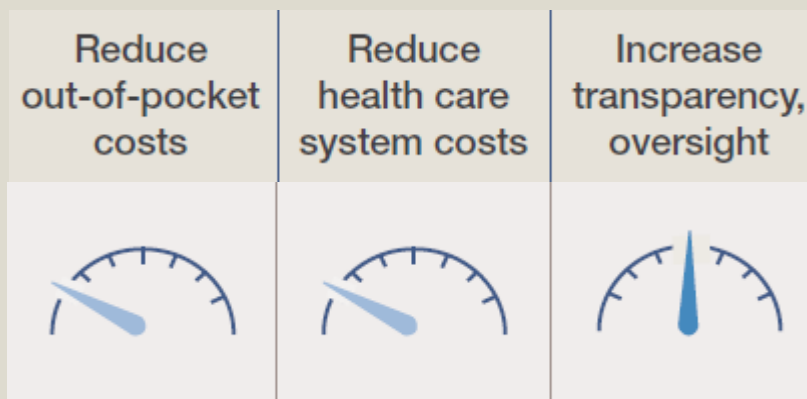 Reduce
out-of-pocket
costs
Reduce
health care
system costs
Increase
transparency,
oversight